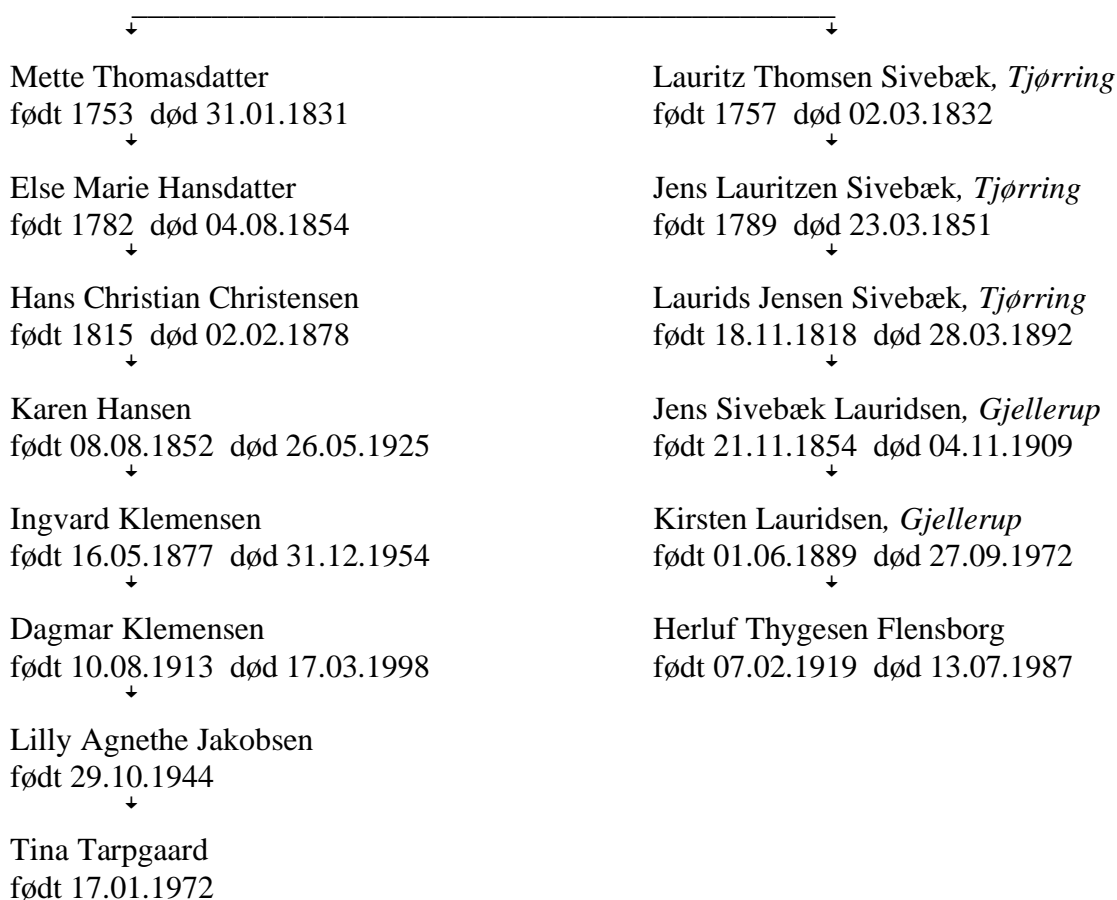 Mette Thomasdatter
født 1753 død 31.01.1831
Else Marie Hansdatter
født 1782 død 04.08.1854
Hans Christian Christensen
født 1815 død 02.02.1878
Karen Hansen
født 08.08.1852 død 26.05.1925
Ingvard Klemensen
født 16.05.1877 død 31.12.1954
Dagmar Klemensen
født 10.08.1913 død 17.03.1998
Lilly Agnethe Jakobsen
født 29.10.1944
Tina Tarpgaard
født 17.01.1972
Lauritz Thomsen Sivebæk, Tjørring
født 1757 død 02.03.1832
Jens Lauritzen Sivebæk, Tjørring
født 1789 død 23.03.1851
Laurids Jensen Sivebæk, Tjørring
født 18.11.1818 død 28.03.1892
Jens Sivebæk Lauridsen, Gjellerup
født 21.11.1854 død 04.11.1909
Kirsten Lauridsen, Gjellerup
født 01.06.1889 død 27.09.1972
Herluf Thygesen Flensborg
født 07.02.1919 død 13.07.1987